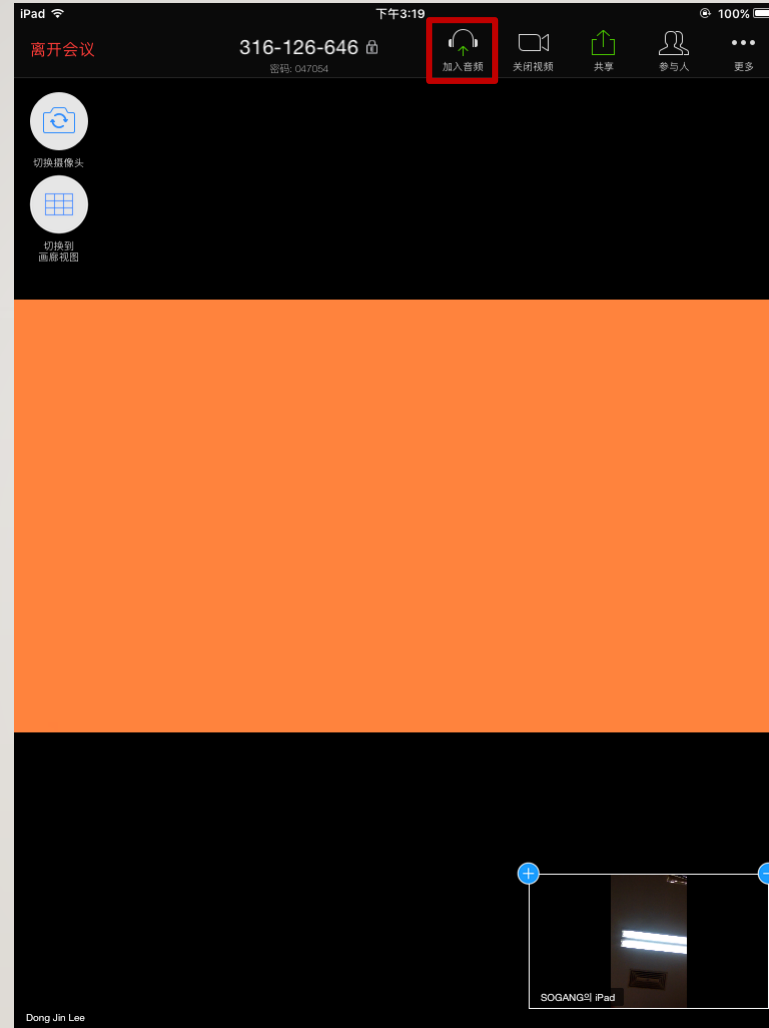 iPad 下午3:19 100%
离开会议 316-126-646
密码: 047054
加入音频 关闭视频 共享 参与人 更多
切换摄像头
切换到
画廊视图
SOGANG의 iPad
Dong Jin Lee